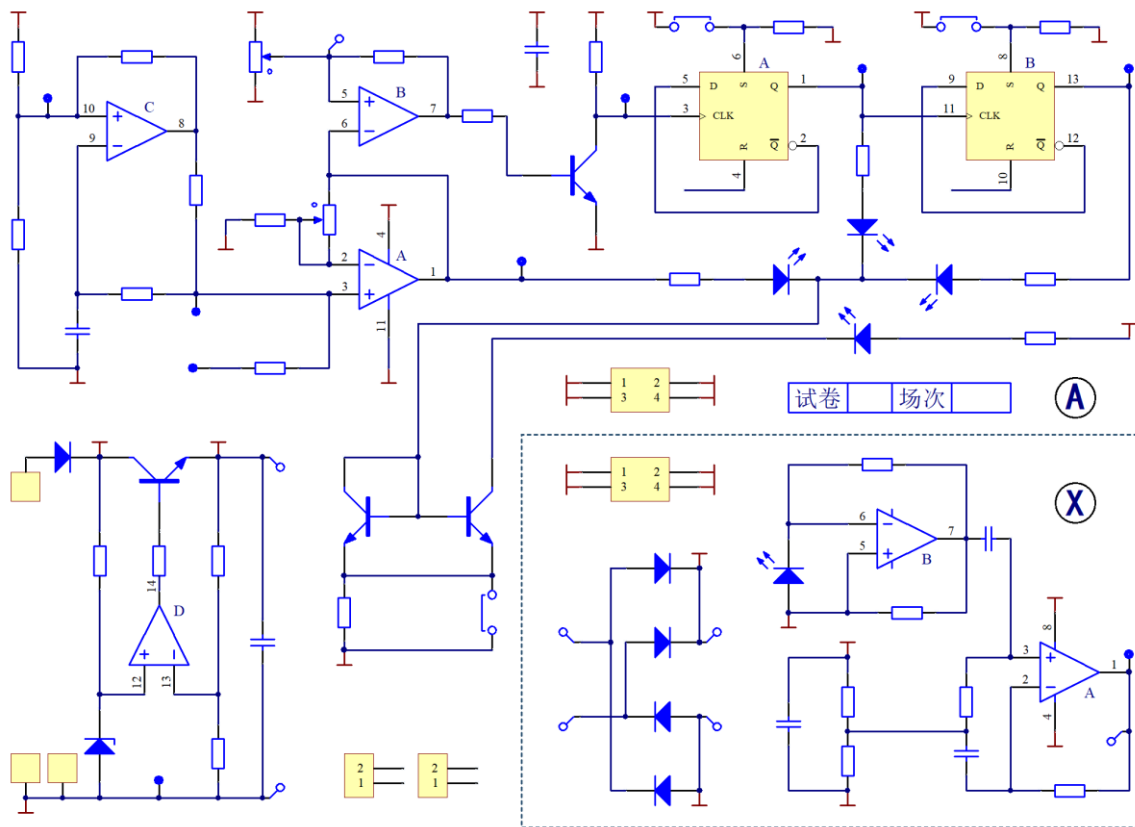 6 A 8 B
5 D S Q 1 9 D S Q 13
10 C 8 5 B 7 3 CLK 11 CLK
9 6 R Q 2 R Q 12
4 10
4 A
2 1
3
11
1 2
3 4
试卷 场次 A
1 2
3 4
X
6 7
5 B
14
D
12 13
8
3 1
2 A
4
2 2
1 1